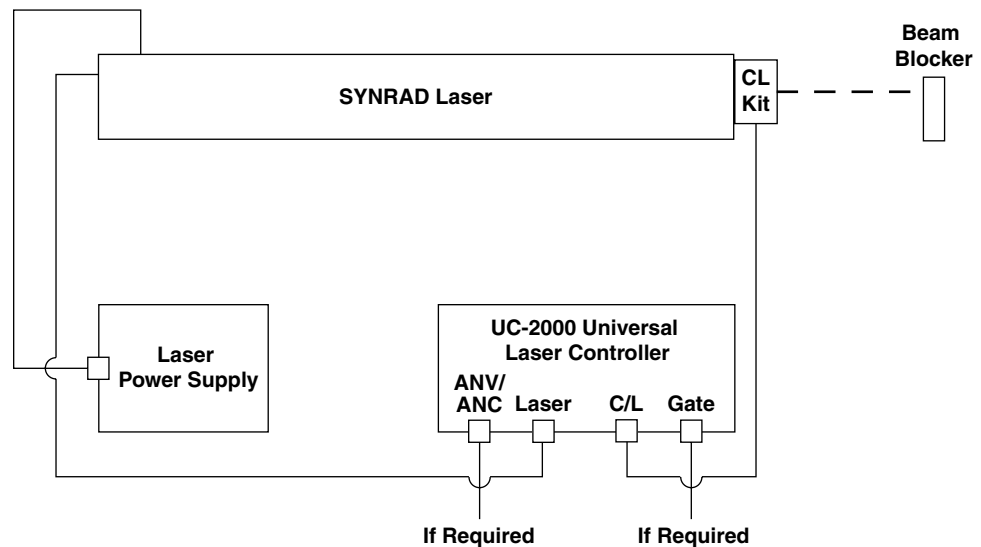 Beam
Blocker
SYNRAD Laser
CL
Kit
Laser
Power Supply
UC-2000 Universal
Laser Controller
ANV/
ANC Laser C/L Gate
If Required If Required